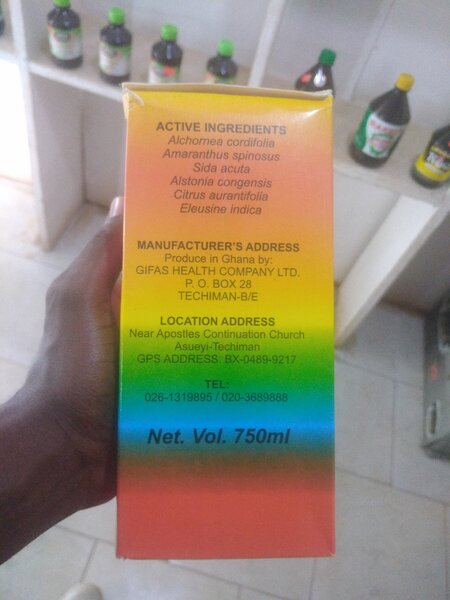 ACTIVE INGREDIENTS
Alchornea cordifolia
Amaranthus spinosus
Sida acuta
Alstonia congensis
Citrus aurantifolia
Eleusine indica
MANUFACTURER'S ADDRESS
Produce in Ghana by:
GIFAS HEALTH COMPANY LTD.
P. O. BOX 28
TECHIMAN-B/E
LOCATION ADDRESS
Near Apostles Continuation Church
Asueyi-Techiman
GPS ADDRESS: BX-0489-9217
TEL:
026-1319895 / 020-3689888
Net. Vol. 750ml